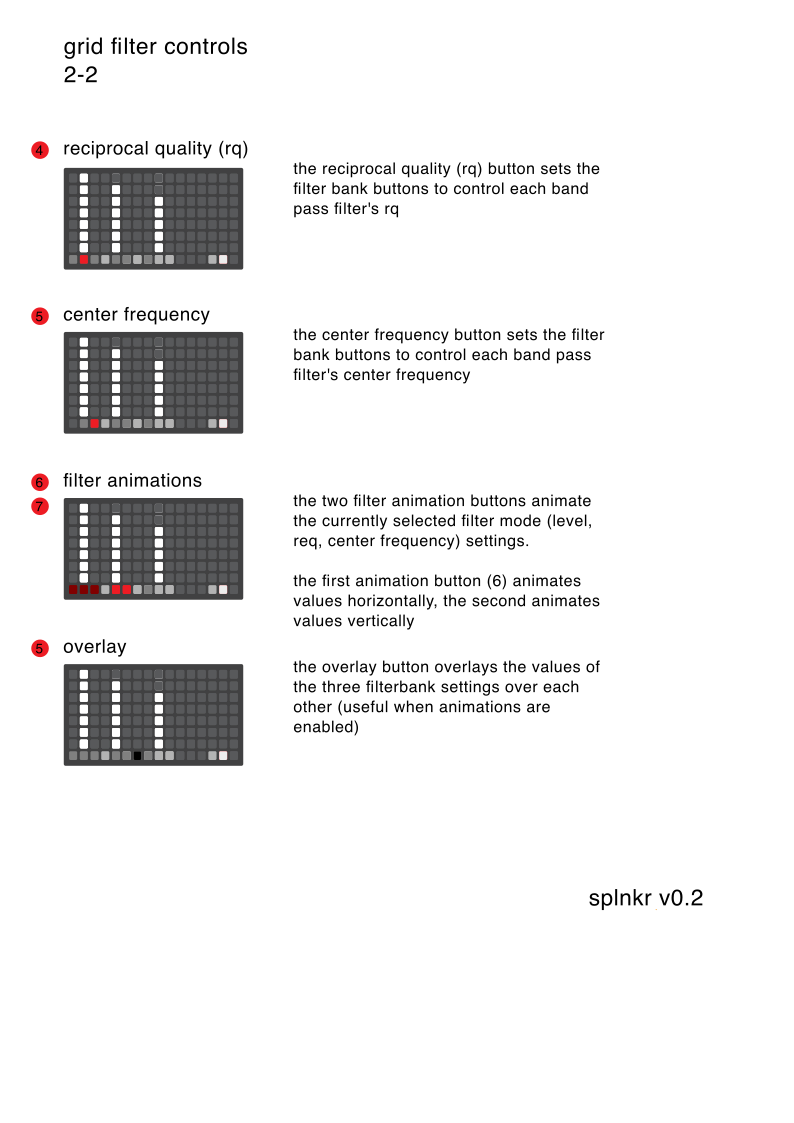 grid filter controls
2-2
4 reciprocal quality (rq)
the reciprocal quality (rq) button sets the
filter bank buttons to control each band
pass filter's rq
5 center frequency
the center frequency button sets the filter
bank buttons to control each band pass
filter's center frequency
6 filter animations
7
the two filter animation buttons animate
the currently selected filter mode (level,
req, center frequency) settings.
the first animation button (6) animates
values horizontally, the second animates
values vertically
5 overlay
the overlay button overlays the values of
the three filterbank settings over each
other (useful when animations are
enabled)
splnkr v0.2